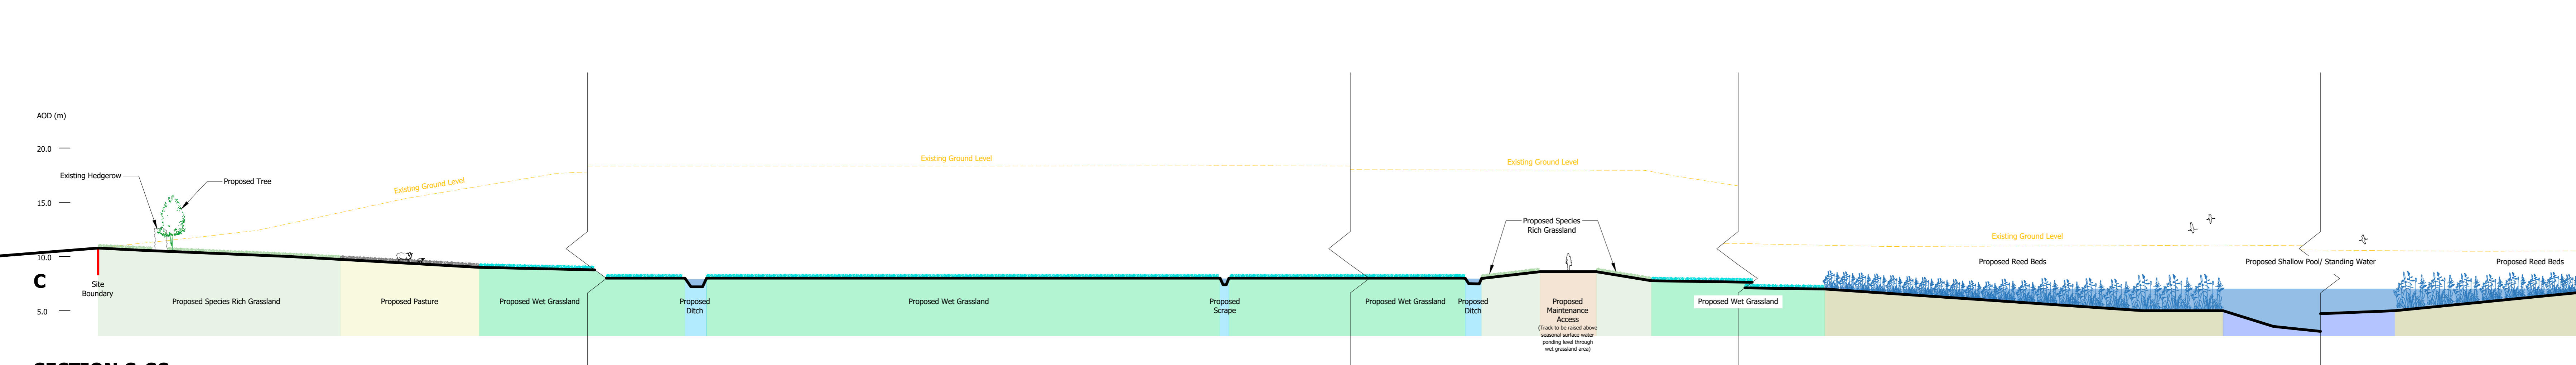 AOD (m)
20.0
15.0
10.0
5.0
C
Existing Hedgerow
Proposed Tree
Existing Ground Level
Site
Boundary
Proposed Species Rich Grassland
Proposed Pasture
Proposed Wet Grassland
Proposed
Ditch
Existing Ground Level
Proposed Wet Grassland
Proposed
Scrape
Proposed Wet Grassland
Proposed
Ditch
Existing Ground Level
Proposed Species
Rich Grassland
Proposed
Maintenance
Access
(Track to be raised above
seasonal surface water
ponding level through
wet grassland area)
Proposed Wet Grassland
Existing Ground Level
Proposed Reed Beds
Proposed Shallow Pool/ Standing Water
Proposed Reed Beds